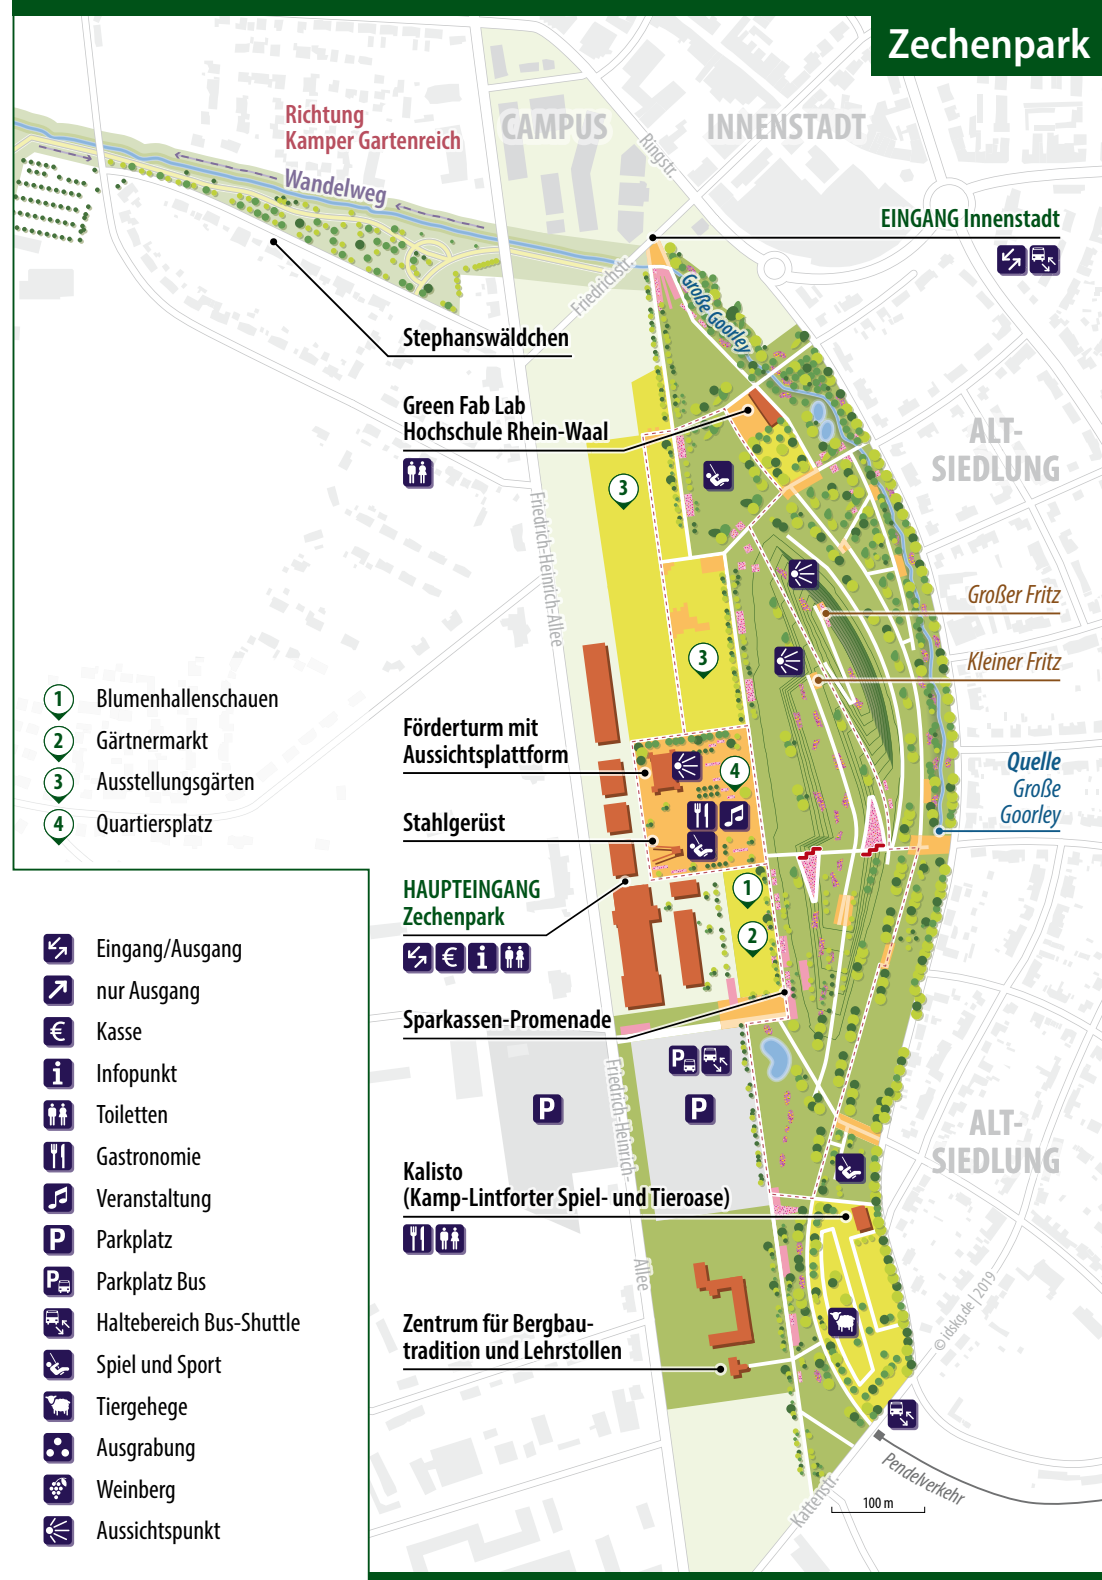 Zechenpark
Richtung
Kamper Gartenreich
CAMPUS
INNENSTADT
Ringstr.
Wandelweg
EINGANG Innenstadt
Friedrichstr.
Große Goorley
Stephanswäldchen
Green Fab Lab
Hochschule Rhein-Waal
ALT-
SIEDLUNG
3
Friedrich-Heinrich-Allee
Großer Fritz
3
Kleiner Fritz
1 Blumenhallenschauen
2 Gärtnermarkt
3 Ausstellungsgärten
4 Quartiersplatz
Förderturm mit
Aussichtsplattform
4
Quelle
Große
Goorley
Stahlgerüst
HAUPTEINGANG
Zechenpark
€ i
1
2
Sparkassen-Promenade
P
P
P
Friedrich-Heinrich-
Allee
ALT-
SIEDLUNG
Kalisto
(Kamp-Lintforter Spiel- und Tieroase)
Zentrum für Bergbau-
tradition und Lehrstollen
© idskg.de | 2019
Pendelverkehr
Kattenstr.
100 m
Eingang/Ausgang
nur Ausgang
€ Kasse
i Infopunkt
Toiletten
Gastronomie
Veranstaltung
P Parkplatz
P Parkplatz Bus
Haltebereich Bus-Shuttle
Spiel und Sport
Tiergehege
Ausgrabung
Weinberg
Aussichtspunkt